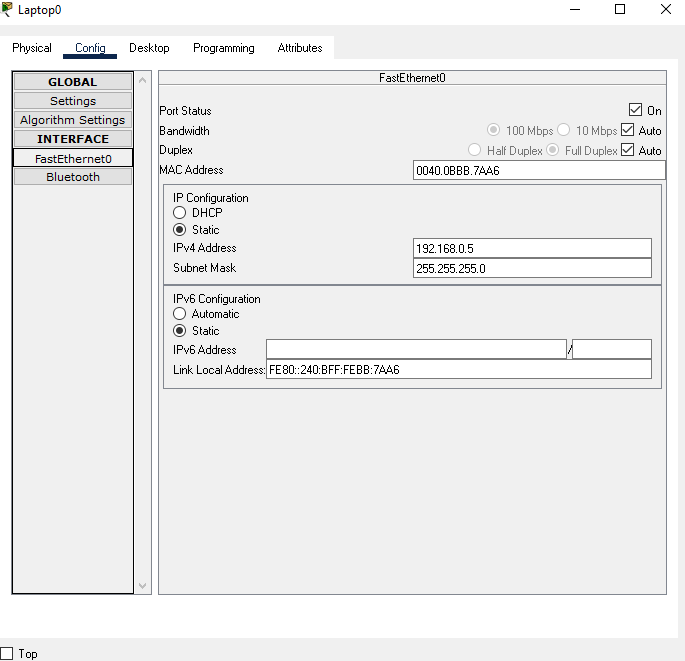 Laptop0
Physical Config Desktop Programming Attributes
GLOBAL
Settings
Algorithm Settings
INTERFACE
FastEthernet0
Bluetooth
FastEthernet0
Port Status On
Bandwidth 100 Mbps 10 Mbps Auto
Duplex Half Duplex Full Duplex Auto
MAC Address 0040.0BBB.7AA6
IP Configuration
DHCP
Static
IPv4 Address 192.168.0.5
Subnet Mask 255.255.255.0
IPv6 Configuration
Automatic
Static
IPv6 Address /
Link Local Address: FE80::240:BFF:FEBB:7AA6
Top